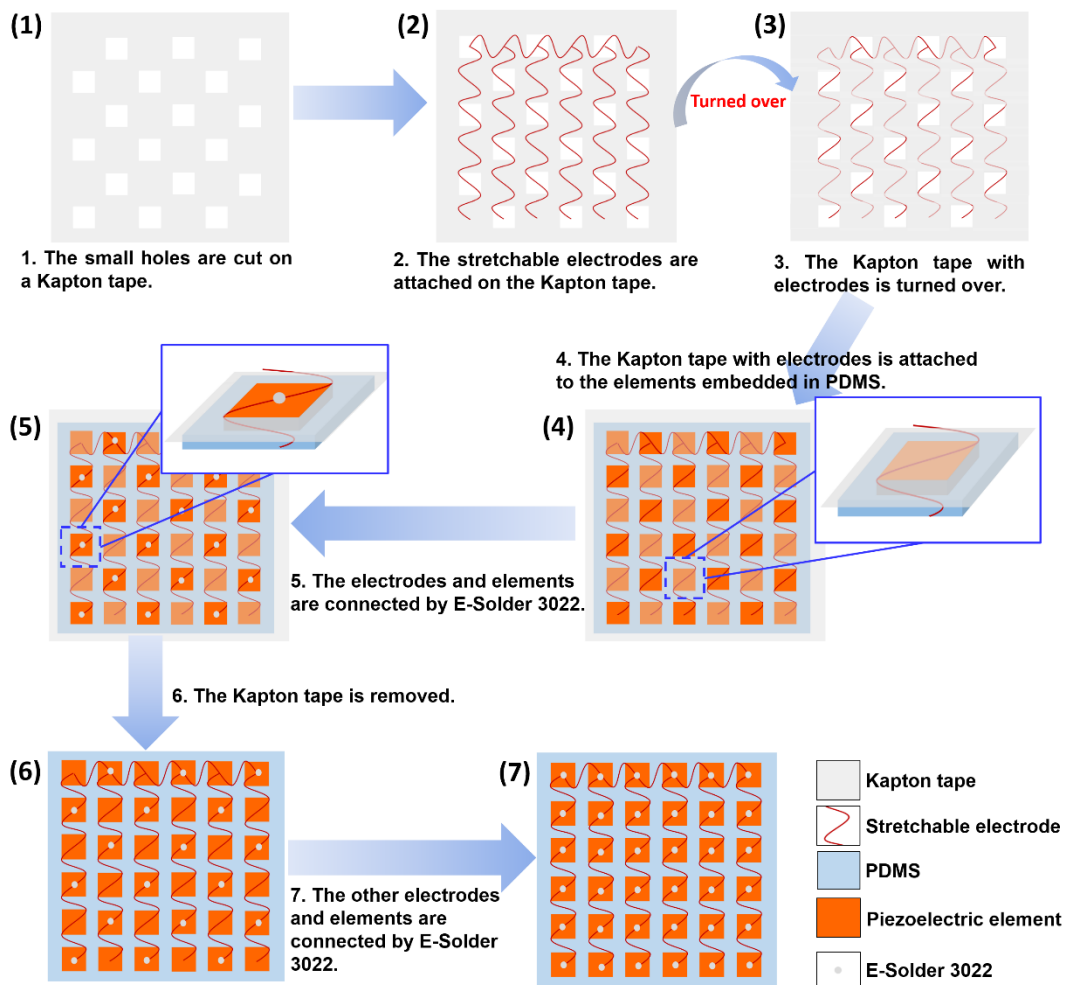 (1)
(2)
(3)
Turned over
1. The small holes are cut on
a Kapton tape.
2. The stretchable electrodes are
attached on the Kapton tape.
3. The Kapton tape with
electrodes is turned over.
4. The Kapton tape with electrodes is attached
to the elements embedded in PDMS.
(5)
(4)
5. The electrodes and elements
are connected by E-Solder 3022.
6. The Kapton tape is removed.
(6)
(7)
7. The other electrodes
and elements are
connected by E-Solder
3022.
Kapton tape
Stretchable electrode
PDMS
Piezoelectric element
E-Solder 3022